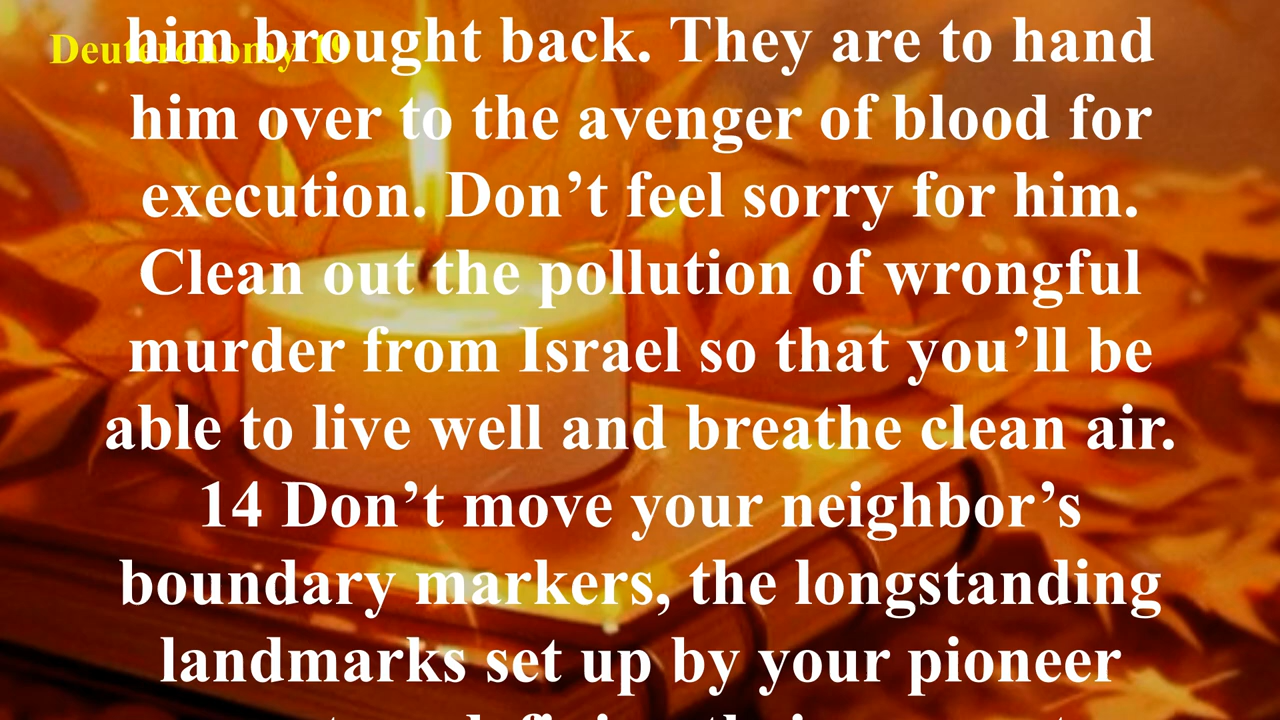 Deuteronomy 19
him brought back. They are to hand
him over to the avenger of blood for
execution. Don’t feel sorry for him.
Clean out the pollution of wrongful
murder from Israel so that you’ll be
able to live well and breathe clean air.
14 Don’t move your neighbor’s
boundary markers, the longstanding
landmarks set up by your pioneer